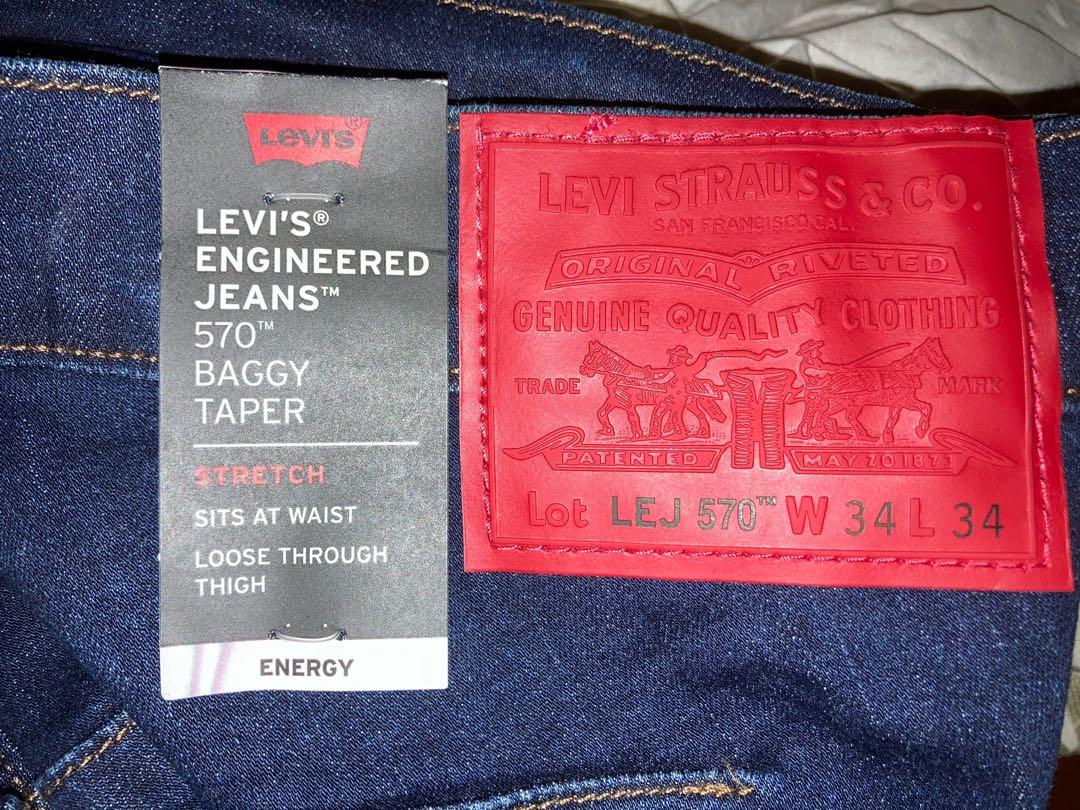 LEVI'S®
LEVI'S®
ENGINEERED
JEANS™
570™
BAGGY
TAPER
STRETCH
SITS AT WAIST
LOOSE THROUGH
THIGH
ENERGY
LEVI STRAUSS & CO.
SAN FRANCISCO, CAL.
ORIGINAL RIVETED
GENUINE QUALITY CLOTHING
TRADE MARK
PATENTED MAY 20 1873
Lot LEJ 570™ W 34 L 34